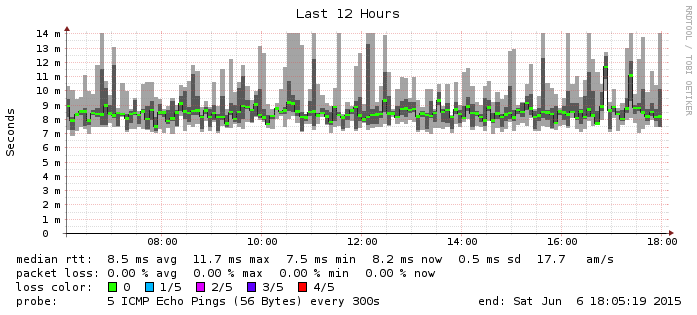 Last 12 Hours
RRDTOOL / TOBI OETIKER
Seconds
14 m
13 m
12 m
11 m
10 m
9 m
8 m
7 m
6 m
5 m
4 m
3 m
2 m
1 m
0
08:00 10:00 12:00 14:00 16:00 18:00
median rtt: 8.5 ms avg 11.7 ms max 7.5 ms min 8.2 ms now 0.5 ms sd 17.7 am/s
packet loss: 0.00 % avg 0.00 % max 0.00 % min 0.00 % now
loss color: 0 1/5 2/5 3/5 4/5
probe: 5 ICMP Echo Pings (56 Bytes) every 300s end: Sat Jun 6 18:05:19 2015